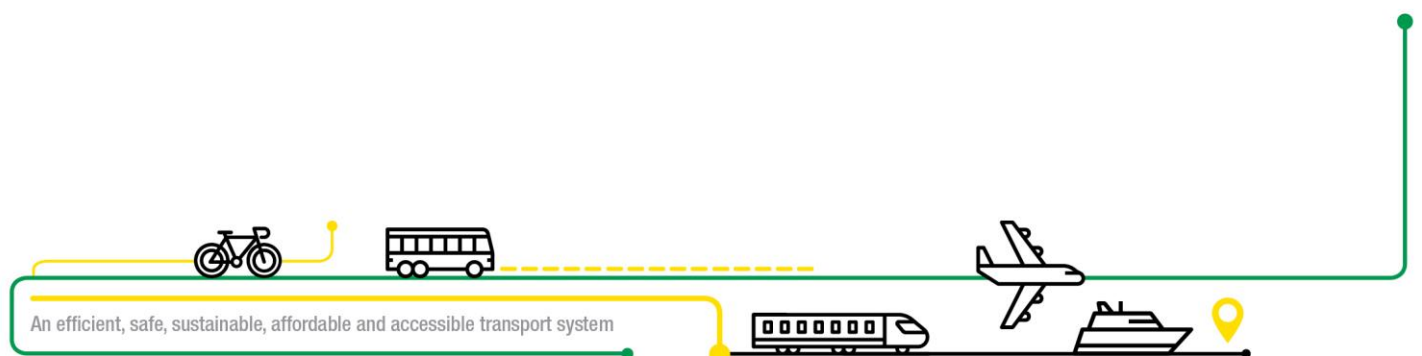 An efficient, safe, sustainable, affordable and accessible transport system